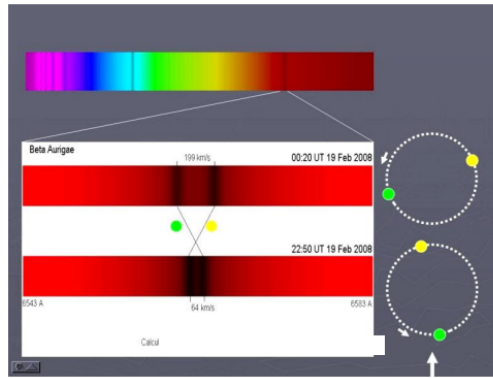 Beta Aurigae
199 km/s
00:20 UT 19 Feb 2008
22:50 UT 19 Feb 2008
6543 A
6583 A
64 km/s
Calcul